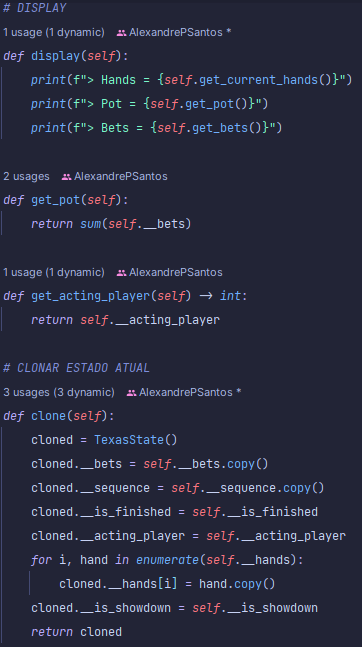 # DISPLAY
1 usage (1 dynamic) AlexandrePSantos *
def display(self):
    print(f"> Hands = {self.get_current_hands()}")
    print(f"> Pot = {self.get_pot()}")
    print(f"> Bets = {self.get_bets()}")
2 usages AlexandrePSantos
def get_pot(self):
    return sum(self.__bets)
1 usage (1 dynamic) AlexandrePSantos
def get_acting_player(self) -> int:
    return self.__acting_player
# CLONAR ESTADO ATUAL
3 usages (3 dynamic) AlexandrePSantos *
def clone(self):
    cloned = TexasState()
    cloned.__bets = self.__bets.copy()
    cloned.__sequence = self.__sequence.copy()
    cloned.__is_finished = self.__is_finished
    cloned.__acting_player = self.__acting_player
    for i, hand in enumerate(self.__hands):
        cloned.__hands[i] = hand.copy()
    cloned.__is_showdown = self.__is_showdown
    return cloned